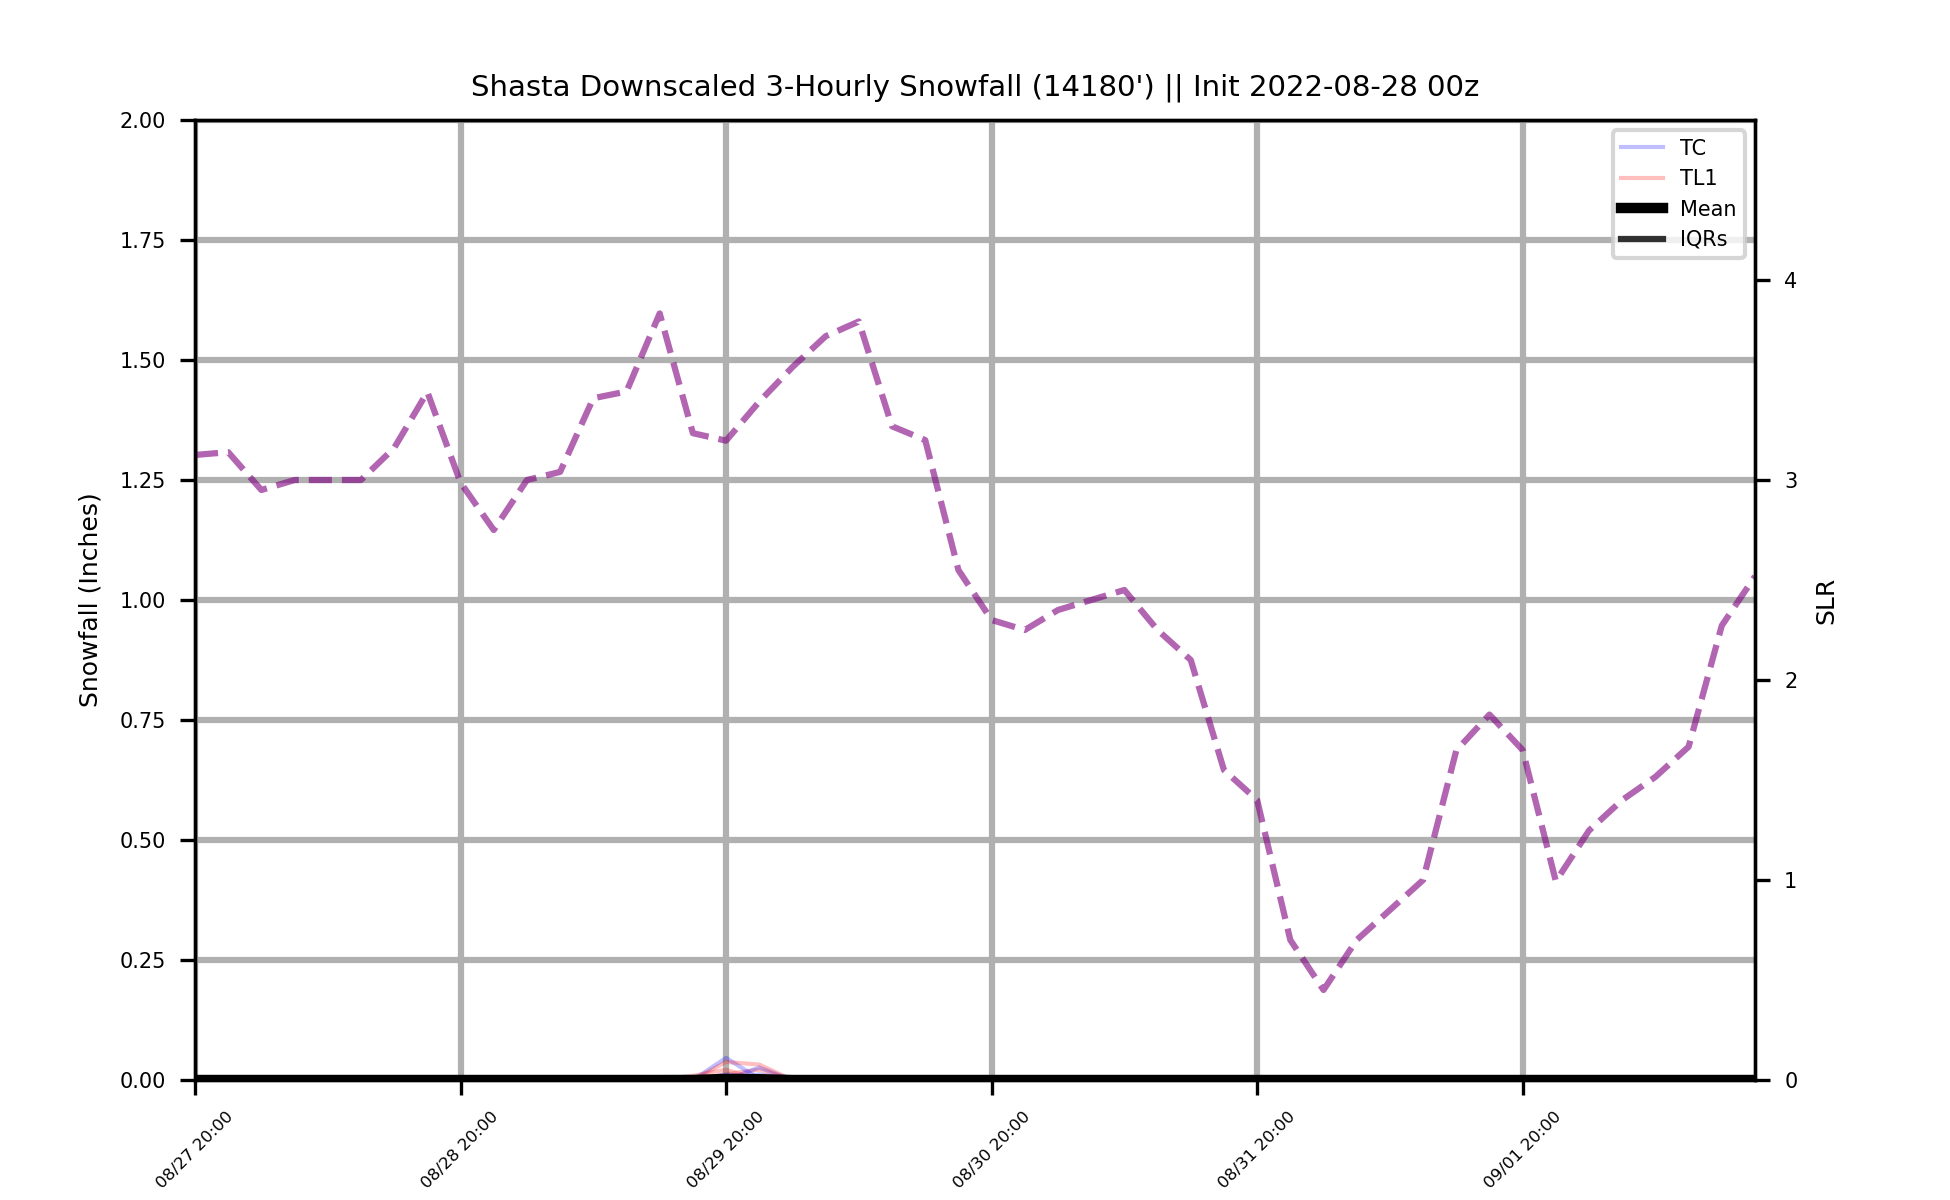 Shasta Downscaled 3-Hourly Snowfall (14180') || Init 2022-08-28 00z
2.00
1.75
1.50
1.25
1.00
0.75
0.50
0.25
0.00
Snowfall (Inches)
TC
TL1
Mean
IQRs
4
3
2
1
0
SLR
08/27 20:00
08/28 20:00
08/29 20:00
08/30 20:00
08/31 20:00
09/01 20:00